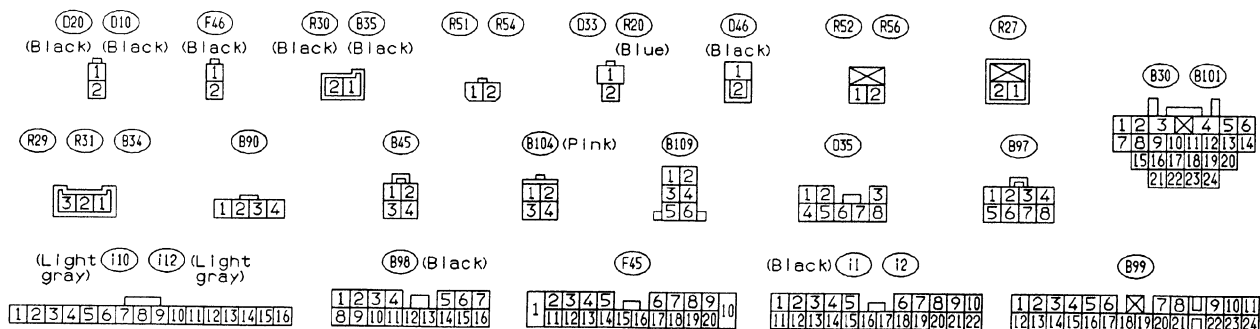 D20 D10 F46 R30 B35 R51 R54 D33 R20 D46 R52 R56 R27
(Black) (Black) (Black) (Black) (Black) (Blue) (Black)
B30 B101
1 1 1 1
2 2 2 1 1 2 2 2 1 2 2 1
1 2 3 4 5 6
7 8 9 10 11 12 13 14
15 16 17 18 19 20
21 22 23 24
R29 R31 B34 B90 B45 B104 (Pink) B109 D35 B97
3 2 1
1 2 3 4
1 2
3 4
1 2
3 4
1 2
3 4
5 6
1 2 3
4 5 6 7 8
1 2 3 4
5 6 7 8
(Light gray) i10 i12 (Light gray) B98 (Black) F45 (Black) i1 i2 B99
1 2 3 4 5 6 7 8 9 10 11 12 13 14 15 16
1 2 3 4 5 6 7
8 9 10 11 12 13 14 15 16
1 2 3 4 5 6 7 8 9 10
11 12 13 14 15 16 17 18 19 20
1 2 3 4 5 6 7 8 9 10
11 12 13 14 15 16 17 18 19 20 21 22
1 2 3 4 5 6 7 8 9 10 11
12 13 14 15 16 17 18 19 20 21 22 23